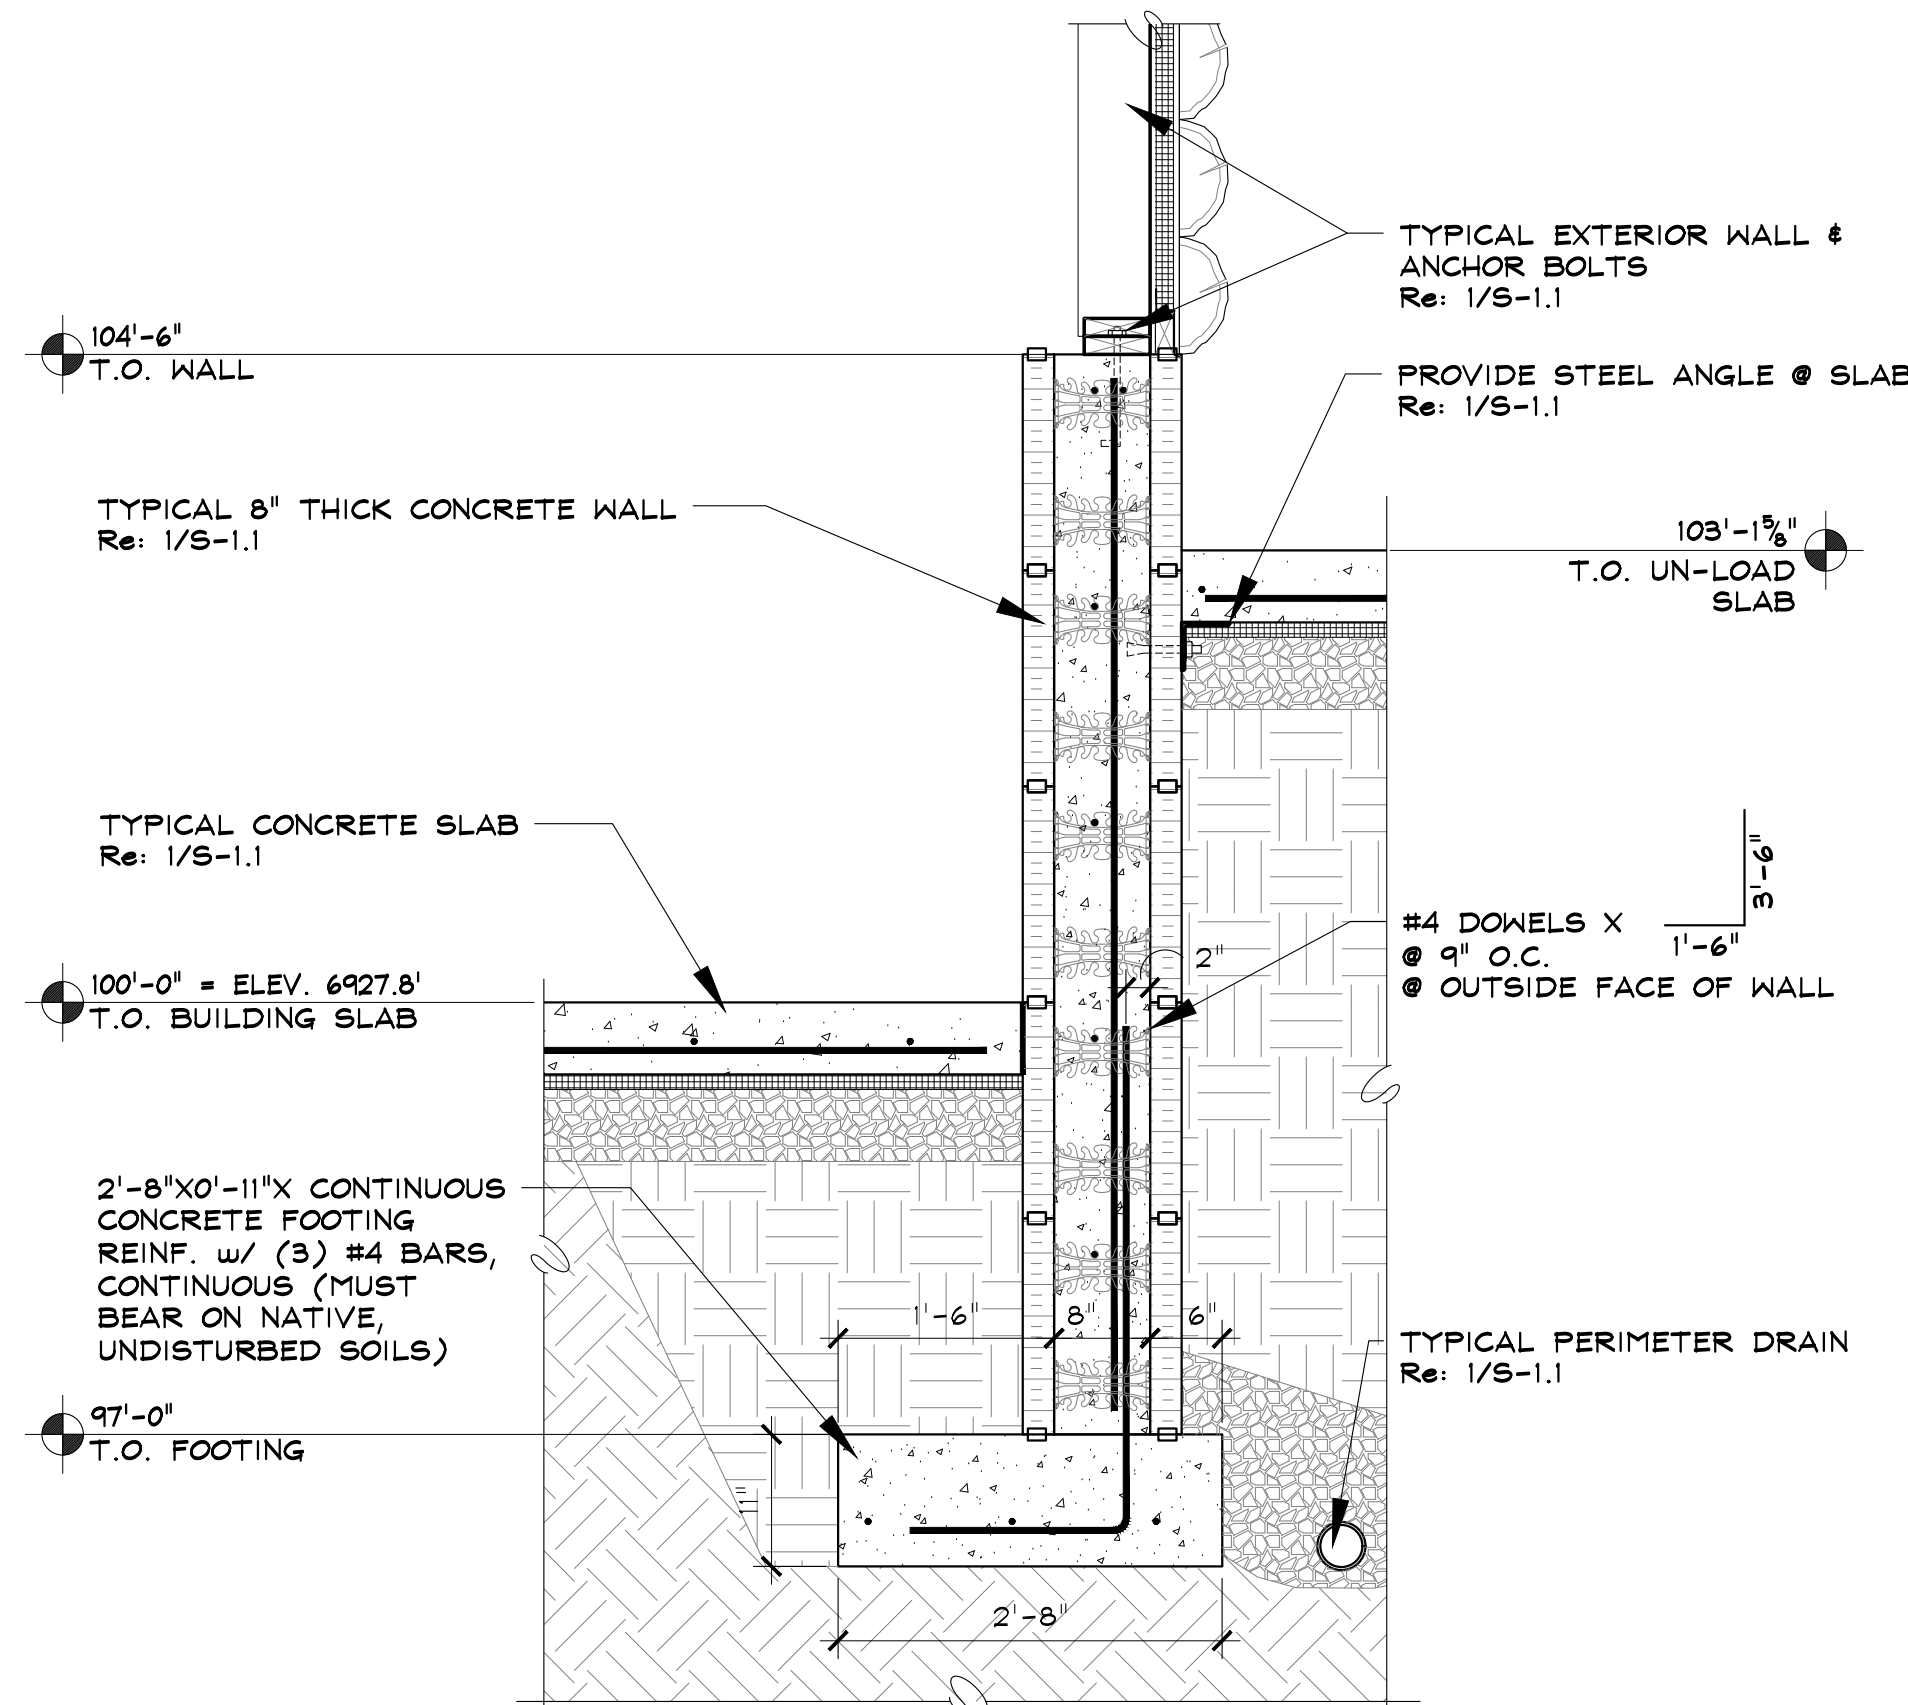 TYPICAL EXTERIOR WALL &
ANCHOR BOLTS
Re: 1/S-1.1
104'-6"
T.O. WALL
PROVIDE STEEL ANGLE @ SLAB
Re: 1/S-1.1
TYPICAL 8" THICK CONCRETE WALL
Re: 1/S-1.1
103'-1⅝"
T.O. UN-LOAD
SLAB
TYPICAL CONCRETE SLAB
Re: 1/S-1.1
3'-6"
1'-6"
#4 DOWELS X
@ 9" O.C.
@ OUTSIDE FACE OF WALL
2"
100'-0" = ELEV. 6927.8'
T.O. BUILDING SLAB
2'-8"X0'-11"X CONTINUOUS
CONCRETE FOOTING
REINF. w/ (3) #4 BARS,
CONTINUOUS (MUST
BEAR ON NATIVE,
UNDISTURBED SOILS)
1'-6"
8"
6"
TYPICAL PERIMETER DRAIN
Re: 1/S-1.1
97'-0"
T.O. FOOTING
11"
2'-8"